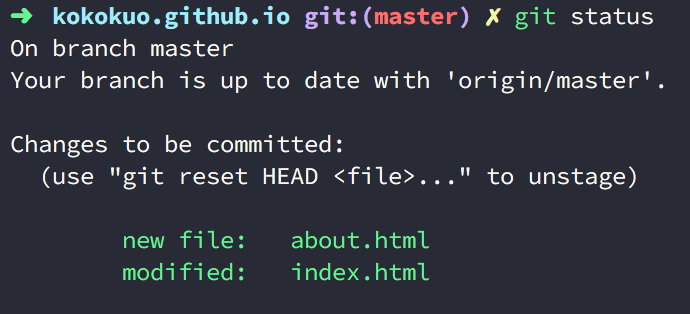 ➜ kokokuo.github.io git:(master) ✗ git status
On branch master
Your branch is up to date with 'origin/master'.
Changes to be committed:
(use "git reset HEAD <file>..." to unstage)
new file: about.html
modified: index.html